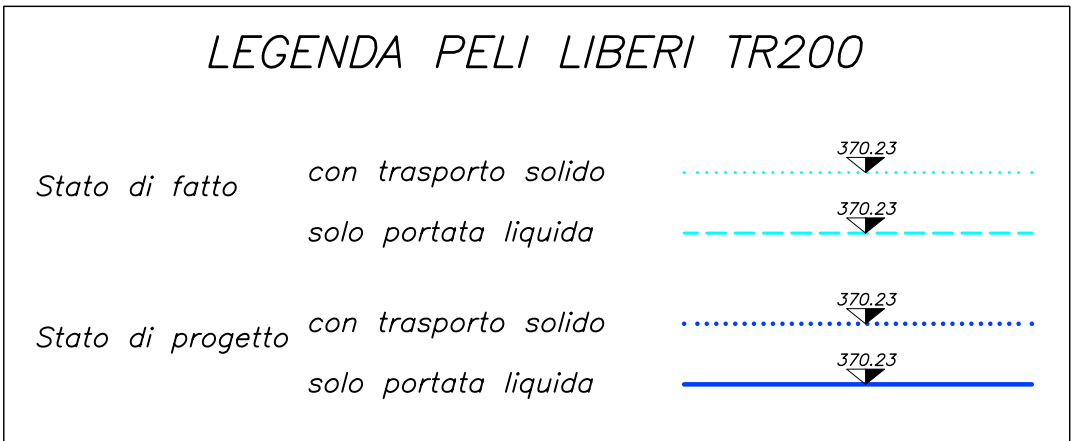 LEGENDA PELI LIBERI TR200
Stato di fatto
con trasporto solido
370.23
solo portata liquida
370.23
Stato di progetto
con trasporto solido
370.23
solo portata liquida
370.23